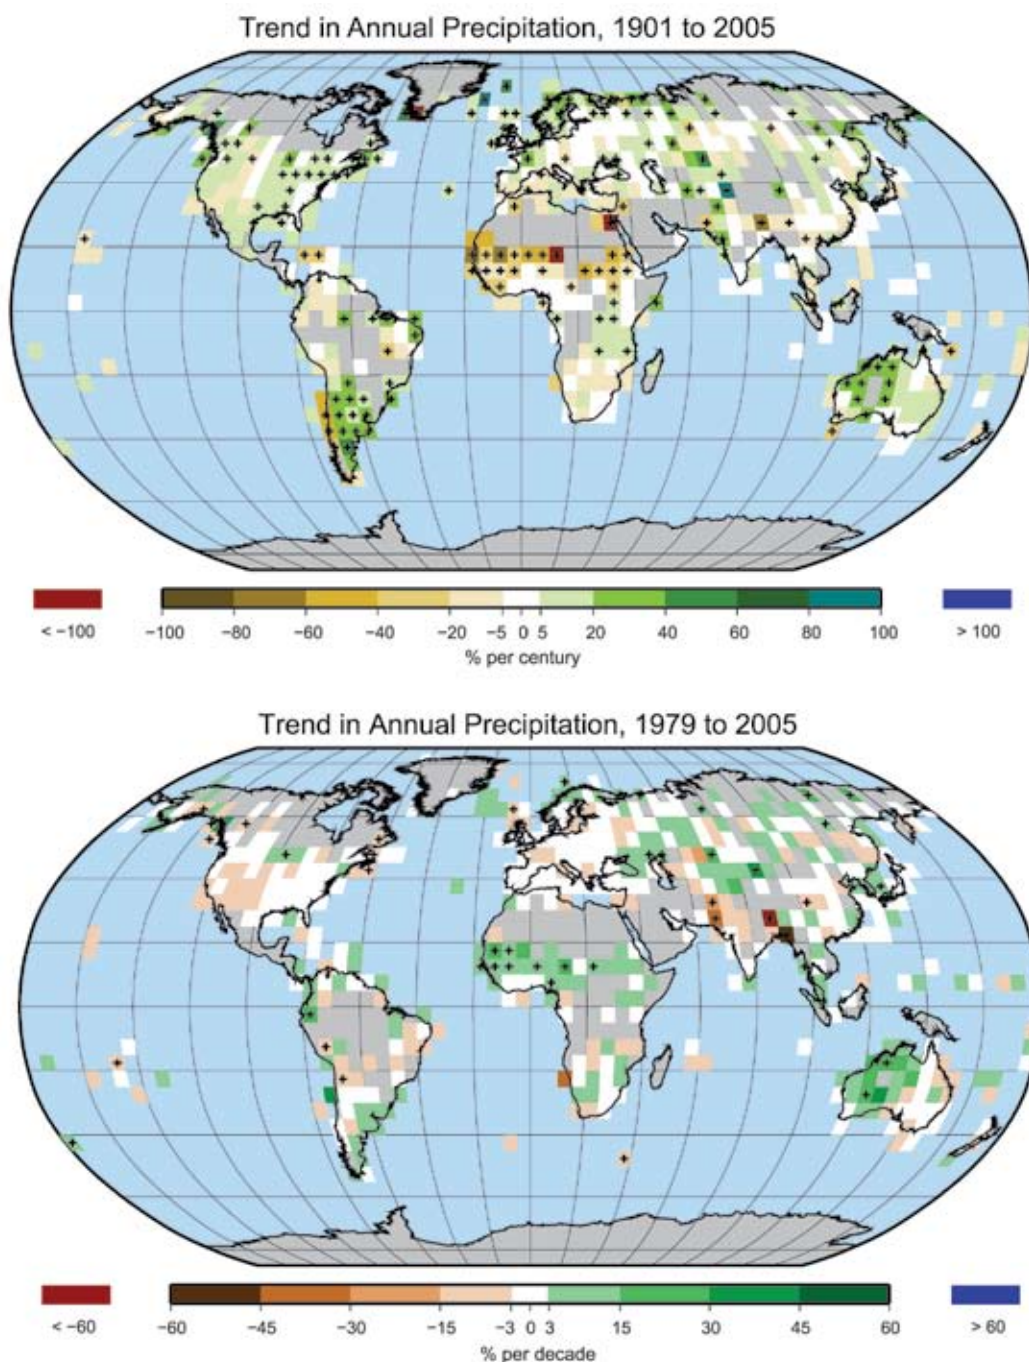 Trend in Annual Precipitation, 1901 to 2005
< −100
−100 −80 −60 −40 −20 −5 0 5 20 40 60 80 100
> 100
% per century
Trend in Annual Precipitation, 1979 to 2005
< −60
−60 −45 −30 −15 −3 0 3 15 30 45 60
> 60
% per decade